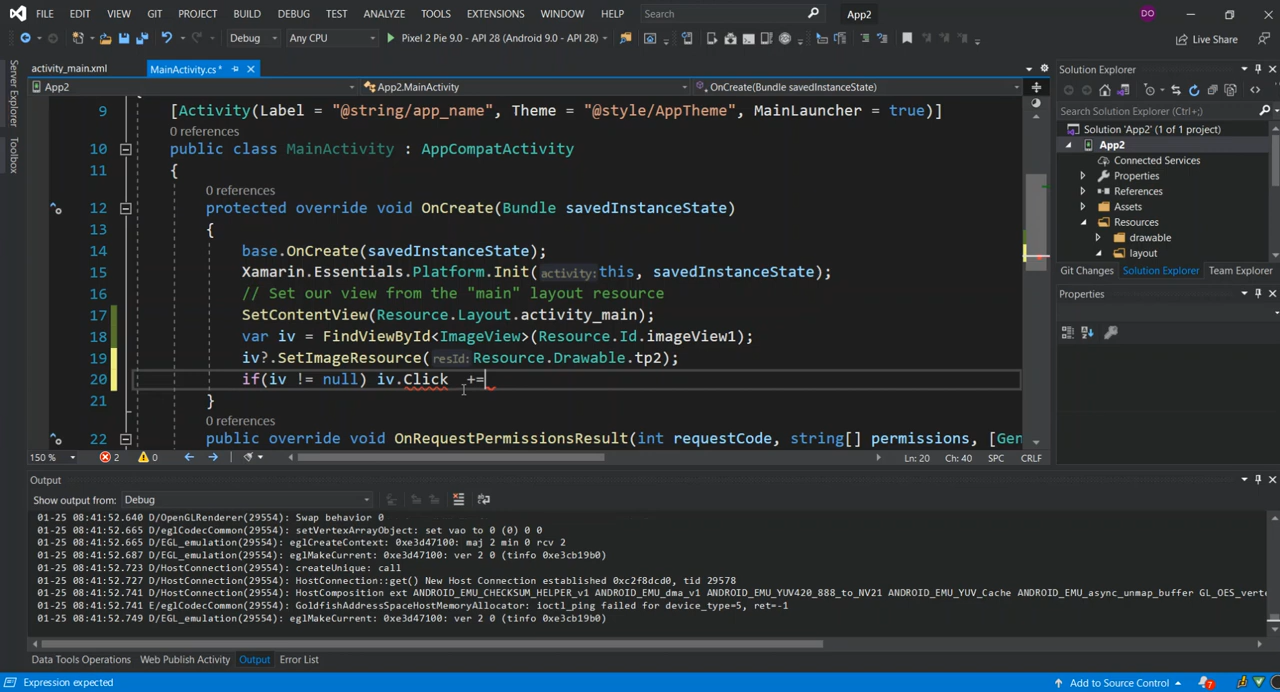 FILE EDIT VIEW GIT PROJECT BUILD DEBUG TEST ANALYZE TOOLS EXTENSIONS WINDOW HELP Search App2 DO
Debug Any CPU Pixel 2 Pie 9.0 - API 28 (Android 9.0 - API 28) Live Share
Server Explorer
Toolbox
activity_main.xml MainActivity.cs*
App2 App2.MainActivity OnCreate(Bundle savedInstanceState)
9 [Activity(Label = "@string/app_name", Theme = "@style/AppTheme", MainLauncher = true)]
0 references
10 public class MainActivity : AppCompatActivity
11 {
0 references
12 protected override void OnCreate(Bundle savedInstanceState)
13 {
14 base.OnCreate(savedInstanceState);
15 Xamarin.Essentials.Platform.Init(activity:this, savedInstanceState);
16 // Set our view from the "main" layout resource
17 SetContentView(Resource.Layout.activity_main);
18 var iv = FindViewById<ImageView>(Resource.Id.imageView1);
19 iv?.SetImageResource(resId:Resource.Drawable.tp2);
20 if(iv != null) iv.Click +=
21 }
0 references
22 public override void OnRequestPermissionsResult(int requestCode, string[] permissions, [Gen
150 % 2 0 Ln: 20 Ch: 40 SPC CRLF
Solution Explorer
Search Solution Explorer (Ctrl+;)
Solution 'App2' (1 of 1 project)
App2
Connected Services
Properties
References
Assets
Resources
drawable
layout
Git Changes Solution Explorer Team Explorer
Properties
Output
Show output from: Debug
01-25 08:41:52.640 D/OpenGLRenderer(29554): Swap behavior 0
01-25 08:41:52.665 D/eglCodecCommon(29554): setVertexArrayObject: set vao to 0 (0) 0 0
01-25 08:41:52.665 D/EGL_emulation(29554): eglCreateContext: 0xe3d47100: maj 2 min 0 rcv 2
01-25 08:41:52.687 D/EGL_emulation(29554): eglMakeCurrent: 0xe3d47100: ver 2 0 (tinfo 0xe3cb19b0)
01-25 08:41:52.723 D/HostConnection(29554): createUnique: call
01-25 08:41:52.737 D/HostConnection(29554): HostConnection::get() New Host Connection established 0xc2f8dcd0, tid 29578
01-25 08:41:52.741 D/HostConnection(29554): HostComposition ext ANDROID_EMU_CHECKSUM_HELPER_v1 ANDROID_EMU_dma_v1 ANDROID_EMU_YUV420_888_to_NV21 ANDROID_EMU_YUV_Cache ANDROID_EMU_async_unmap_buffer GL_OES_verte
01-25 08:41:52.741 E/eglCodecCommon(29554): GoldfishAddressSpaceHostMemoryAllocator: ioctl_ping failed for device_type=5, ret=-1
01-25 08:41:52.749 D/EGL_emulation(29554): eglMakeCurrent: 0xe3d47100: ver 2 0 (tinfo 0xe3cb19b0)
Data Tools Operations Web Publish Activity Output Error List
Expression expected Add to Source Control 7